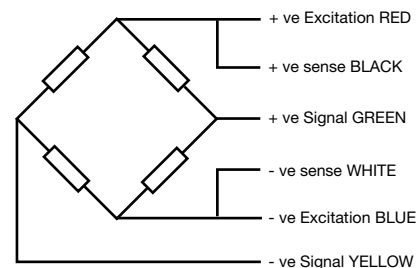 + ve Excitation RED
+ ve sense BLACK
+ ve Signal GREEN
- ve sense WHITE
- ve Excitation BLUE
- ve Signal YELLOW